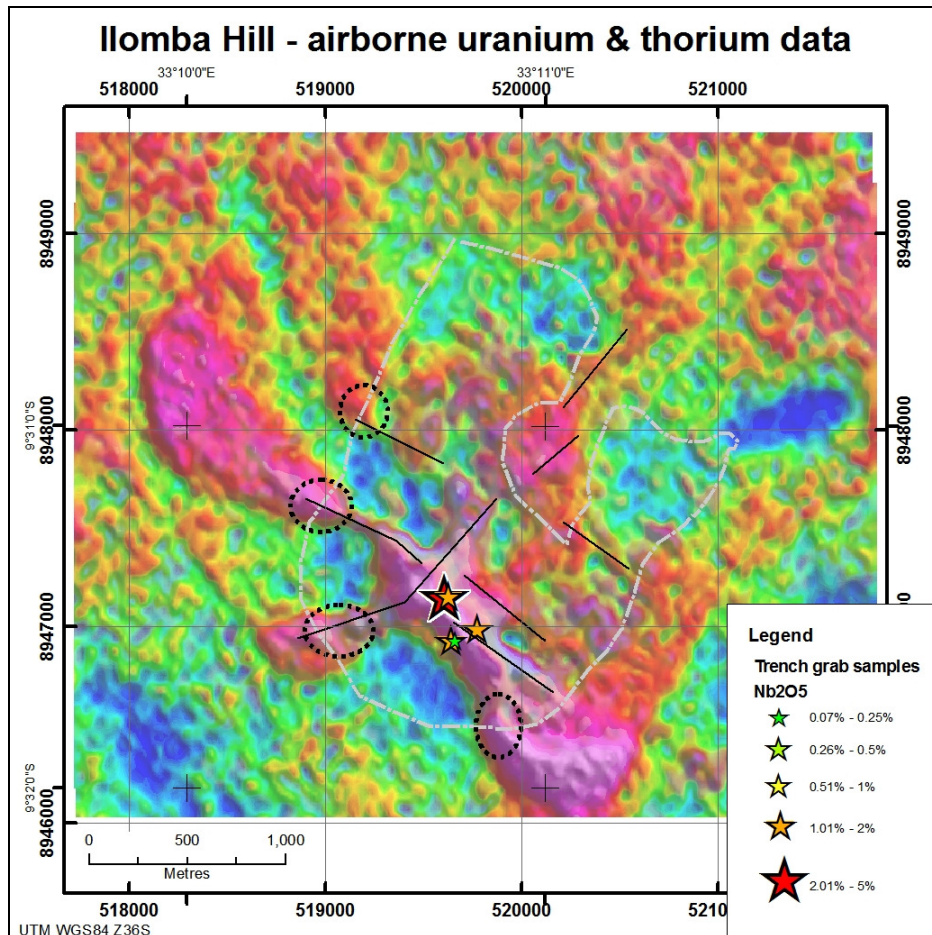 Ilomba Hill - airborne uranium & thorium data
33°10'0"E 33°11'0"E
518000 519000 520000 521000
8949000 8949000
9°31'0"S
8948000 8948000
8947000
9°32'0"S
8946000
0 500 1,000
Metres
518000 519000 520000 5210
UTM WGS84 Z36S
Legend
Trench grab samples
Nb2O5
0.07% - 0.25%
0.26% - 0.5%
0.51% - 1%
1.01% - 2%
2.01% - 5%